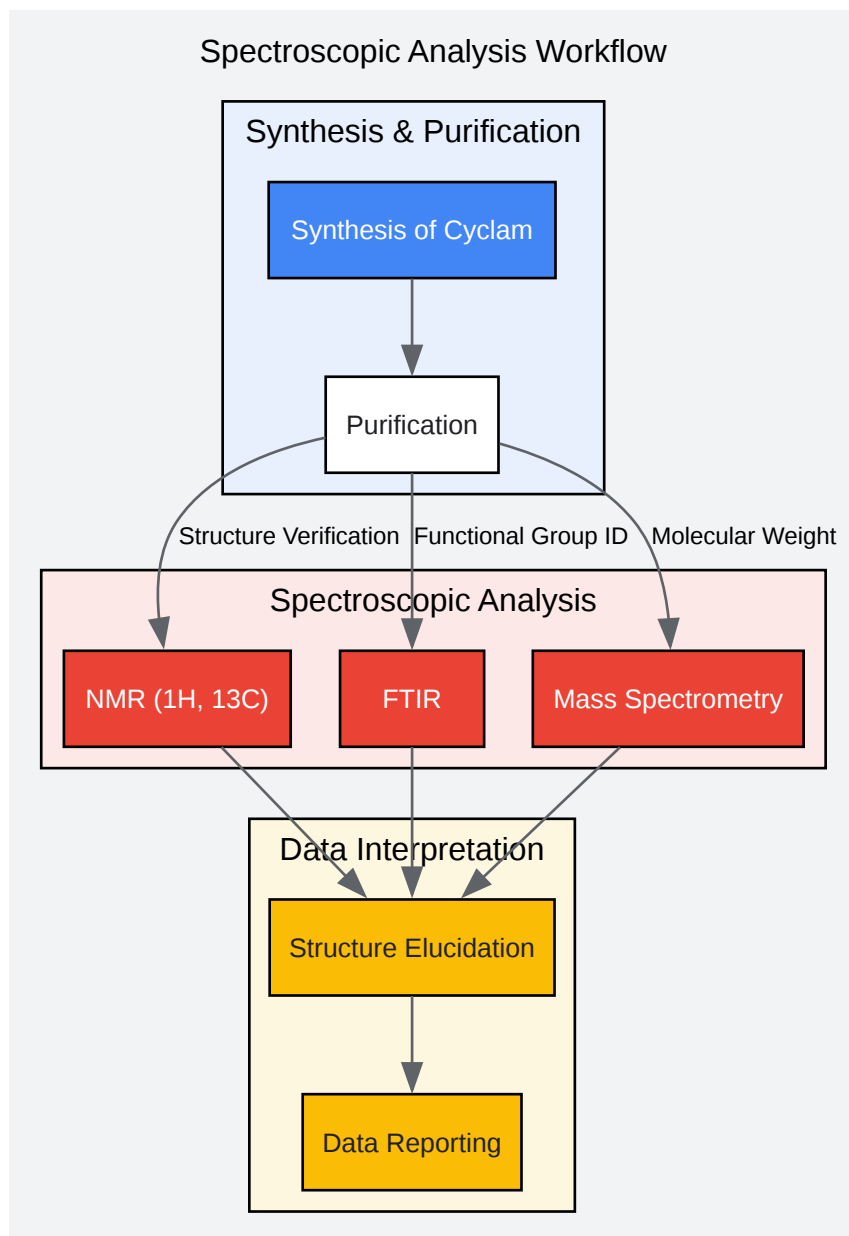 Spectroscopic Analysis Workflow
Synthesis & Purification
Synthesis of Cyclam
Purification
Structure Verification
Functional Group ID
Molecular Weight
Spectroscopic Analysis
NMR (1H, 13C)
FTIR
Mass Spectrometry
Data Interpretation
Structure Elucidation
Data Reporting